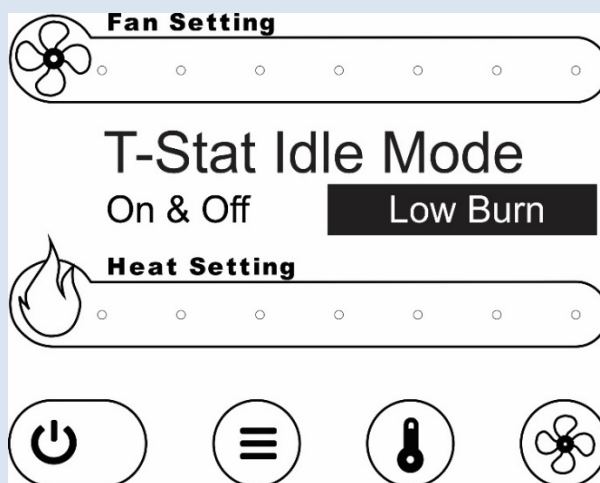 Fan Setting
T-Stat Idle Mode
On & Off Low Burn
Heat Setting